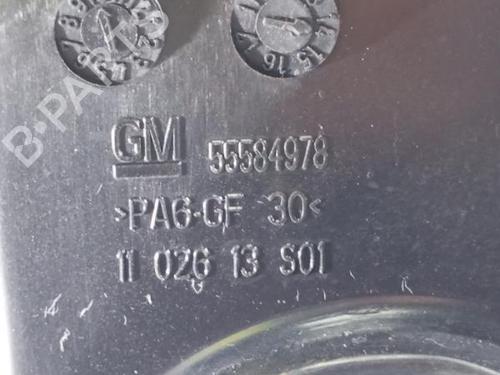 GM 55584978
>PA6-GF 30<
11 026 13 S01
B-PARTS